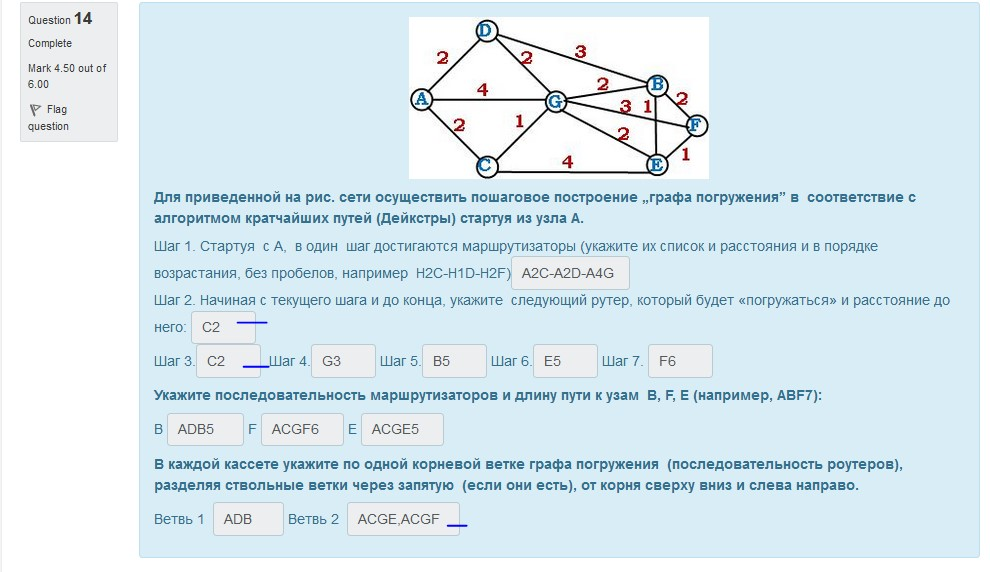 Question 14
Complete
Mark 4.50 out of
6.00
Flag
question
D
2
2
3
A
4
G
2
B
2
3
1
F
2
1
2
1
C
4
E
Для приведенной на рис. сети осуществить пошаговое построение „графа погружения” в соответствие с
алгоритмом кратчайших путей (Дейкстры) стартуя из узла А.
Шаг 1. Стартуя с А, в один шаг достигаются маршрутизаторы (укажите их список и расстояния и в порядке
возрастания, без пробелов, например H2C-H1D-H2F) A2C-A2D-A4G
Шаг 2. Начиная с текущего шага и до конца, укажите следующий рутер, который будет «погружаться» и расстояние до
него: C2
Шаг 3. C2 Шаг 4. G3 Шаг 5. B5 Шаг 6. E5 Шаг 7. F6
Укажите последовательность маршрутизаторов и длину пути к узам B, F, E (например, ABF7):
B ADB5 F ACGF6 E ACGE5
В каждой кассете укажите по одной корневой ветке графа погружения (последовательность роутеров),
разделяя ствольные ветки через запятую (если они есть), от корня сверху вниз и слева направо.
Ветвь 1 ADB Ветвь 2 ACGE,ACGF